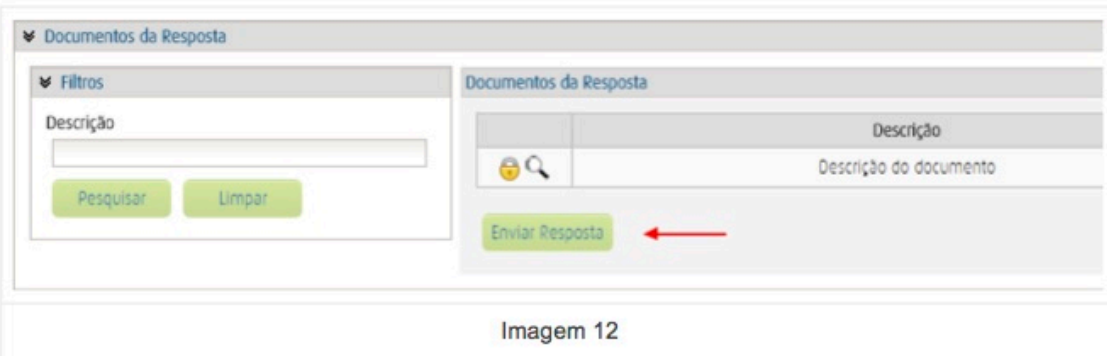 Documentos da Resposta
Filtros
Descrição
Pesquisar Limpar
Documentos da Resposta
Descrição
Descrição do documento
Enviar Resposta
Imagem 12